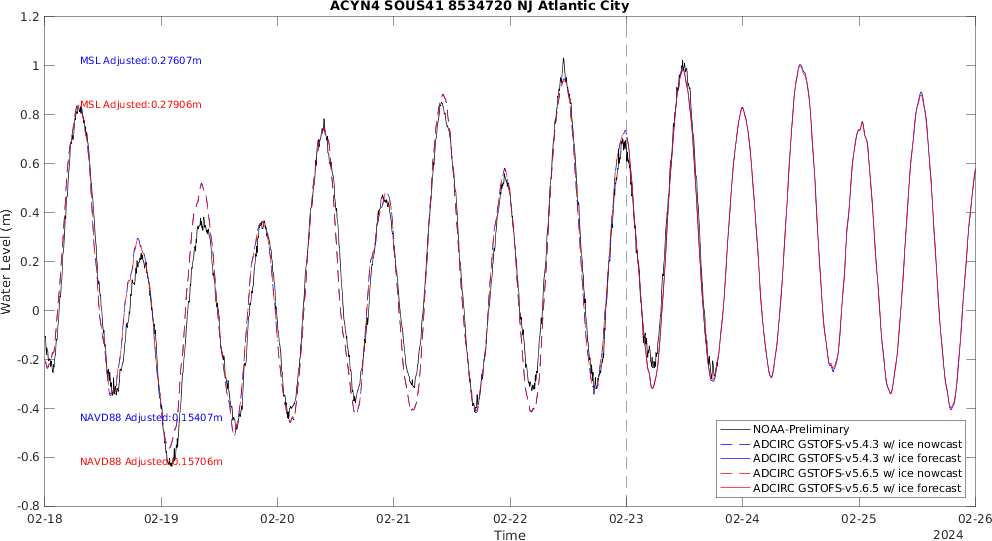 ACYN4 SOUS41 8534720 NJ Atlantic City
1.2
1
0.8
0.6
0.4
0.2
0
-0.2
-0.4
-0.6
-0.8
Water Level (m)
MSL Adjusted:0.27607m
MSL Adjusted:0.27906m
NAVD88 Adjusted:0.15407m
NAVD88 Adjusted:0.15706m
NOAA-Preliminary
ADCIRC GSTOFS-v5.4.3 w/ ice nowcast
ADCIRC GSTOFS-v5.4.3 w/ ice forecast
ADCIRC GSTOFS-v5.6.5 w/ ice nowcast
ADCIRC GSTOFS-v5.6.5 w/ ice forecast
02-18 02-19 02-20 02-21 02-22 02-23 02-24 02-25 02-26
Time
2024